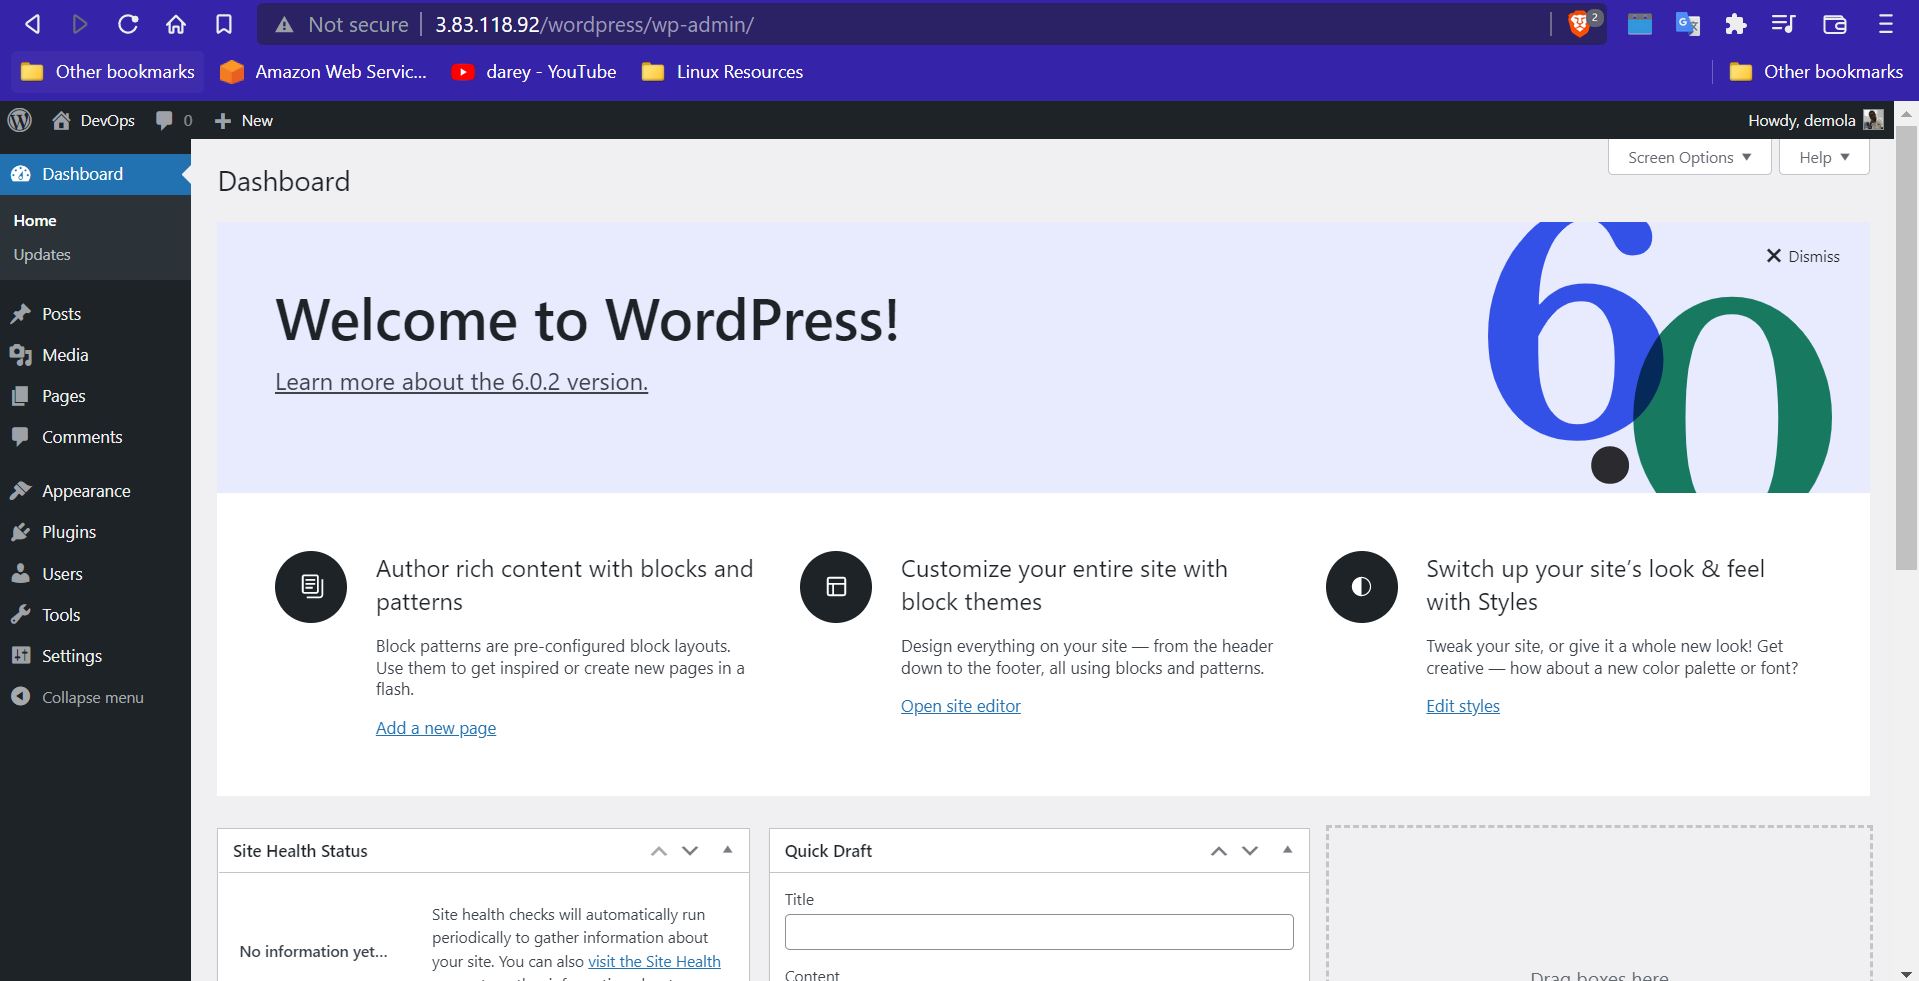 Not secure
3.83.118.92/wordpress/wp-admin/
2
Other bookmarks
Amazon Web Servic...
darey - YouTube
Linux Resources
Other bookmarks
DevOps
0
New
Howdy, demola
Dashboard
Home
Updates
Posts
Media
Pages
Comments
Appearance
Plugins
Users
Tools
Settings
Collapse menu
Screen Options
Help
Dashboard
Dismiss
Welcome to WordPress!
Learn more about the 6.0.2 version.
6.0
Author rich content with blocks and
patterns
Block patterns are pre-configured block layouts.
Use them to get inspired or create new pages in a
flash.
Add a new page
Customize your entire site with
block themes
Design everything on your site — from the header
down to the footer, all using blocks and patterns.
Open site editor
Switch up your site’s look & feel
with Styles
Tweak your site, or give it a whole new look! Get
creative — how about a new color palette or font?
Edit styles
Site Health Status
No information yet...
Site health checks will automatically run
periodically to gather information about
your site. You can also visit the Site Health
Quick Draft
Title
Content
Drag boxes here